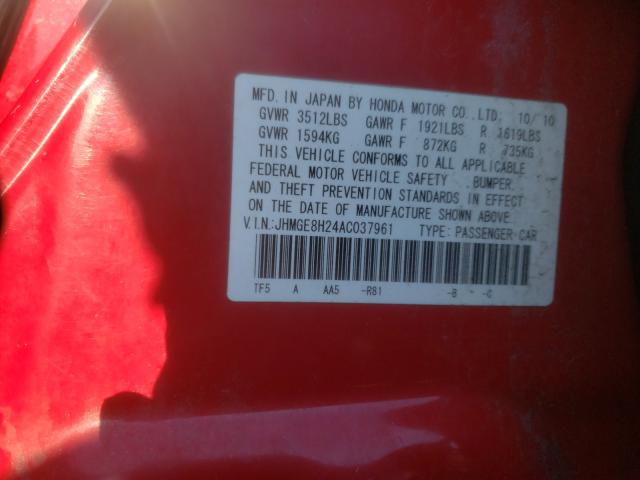 MFD. IN JAPAN BY HONDA MOTOR CO., LTD. 10/10
GVWR 3512LBS GAWR F 1921LBS R 1619LBS
GVWR 1594KG GAWR F 872KG R 735KG
THIS VEHICLE CONFORMS TO ALL APPLICABLE
FEDERAL MOTOR VEHICLE SAFETY, BUMPER,
AND THEFT PREVENTION STANDARDS IN EFFECT
ON THE DATE OF MANUFACTURE SHOWN ABOVE.
V.I.N.:JHMGE8H24AC037961 TYPE: PASSENGER CAR
TF5 A AA5 -R81 -B -C